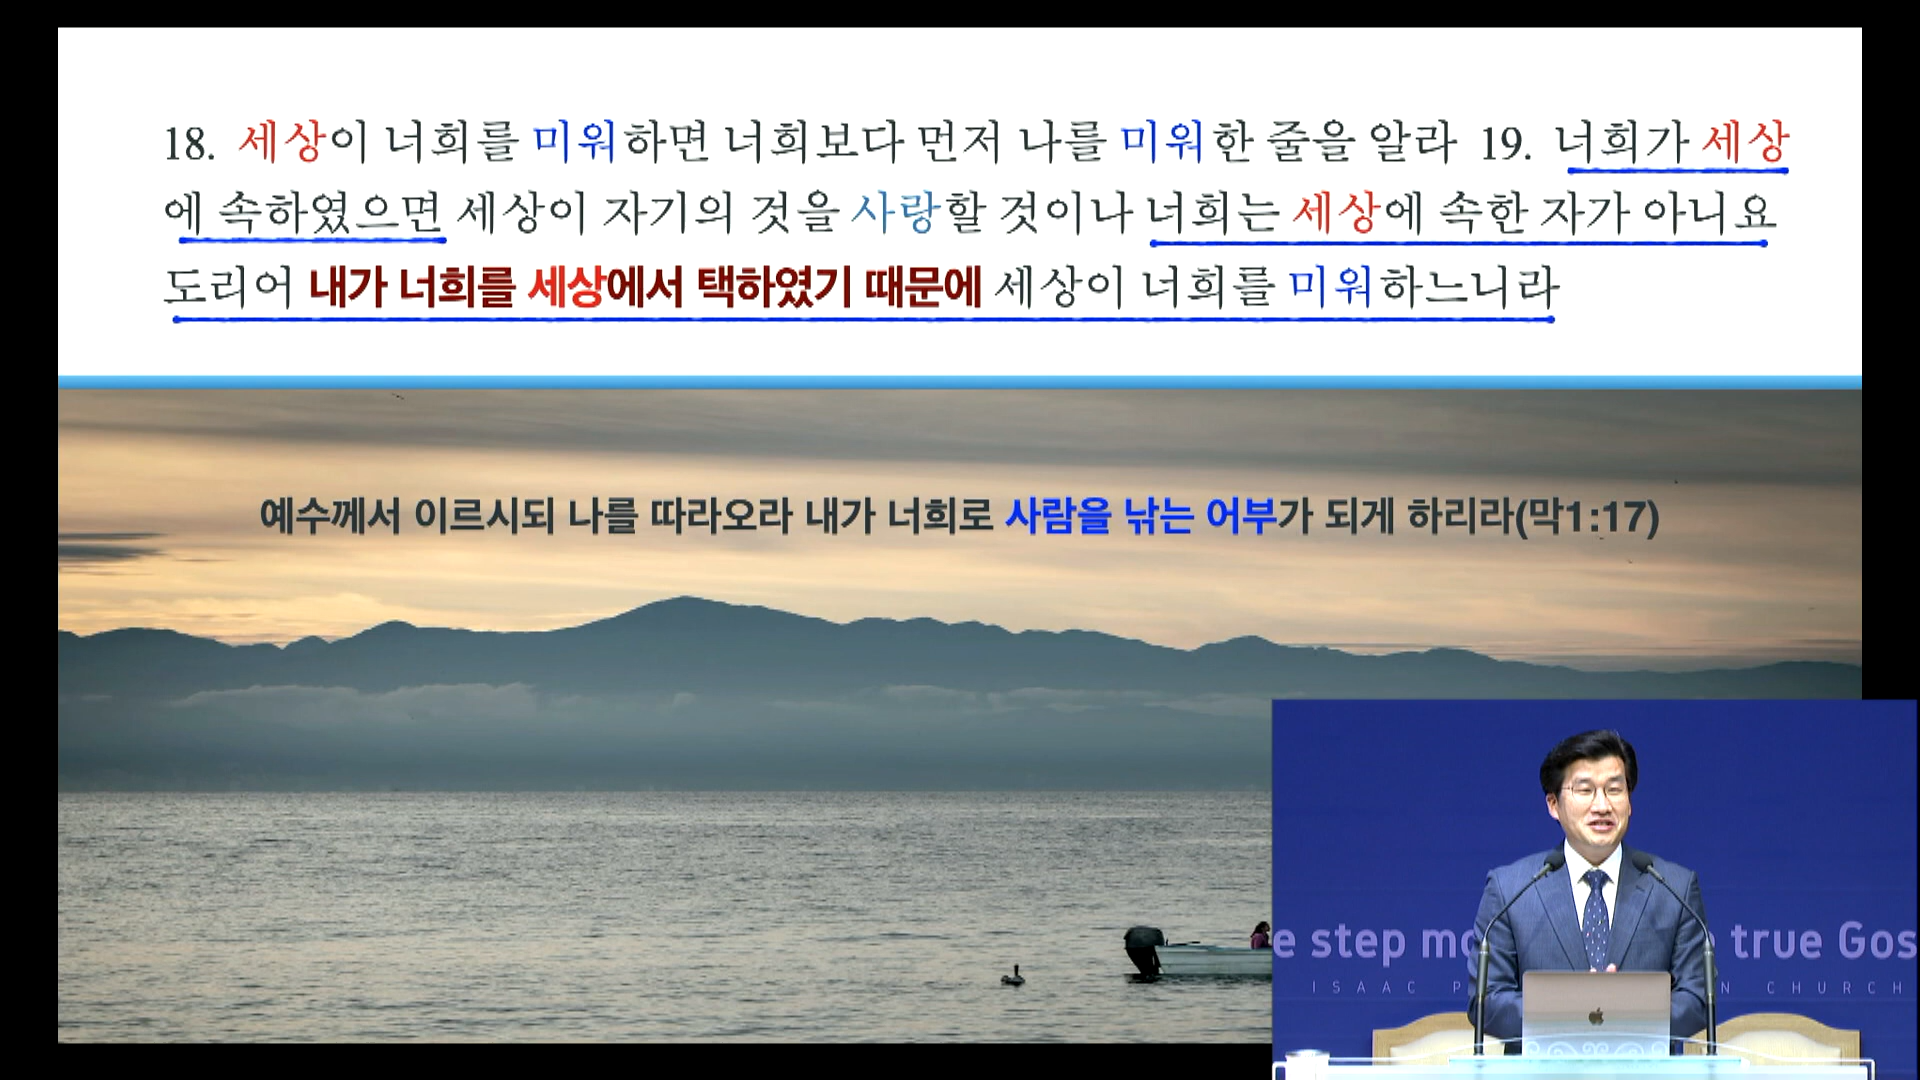 18. 세상이 너희를 미워하면 너희보다 먼저 나를 미워한 줄을 알라 19. 너희가 세상
에 속하였으면 세상이 자기의 것을 사랑할 것이나 너희는 세상에 속한 자가 아니요
도리어 내가 너희를 세상에서 택하였기 때문에 세상이 너희를 미워하느니라
예수께서 이르시되 나를 따라오라 내가 너희로 사람을 낚는 어부가 되게 하리라(막1:17)
e step mo true Gos
ISAAC P N CHURCH